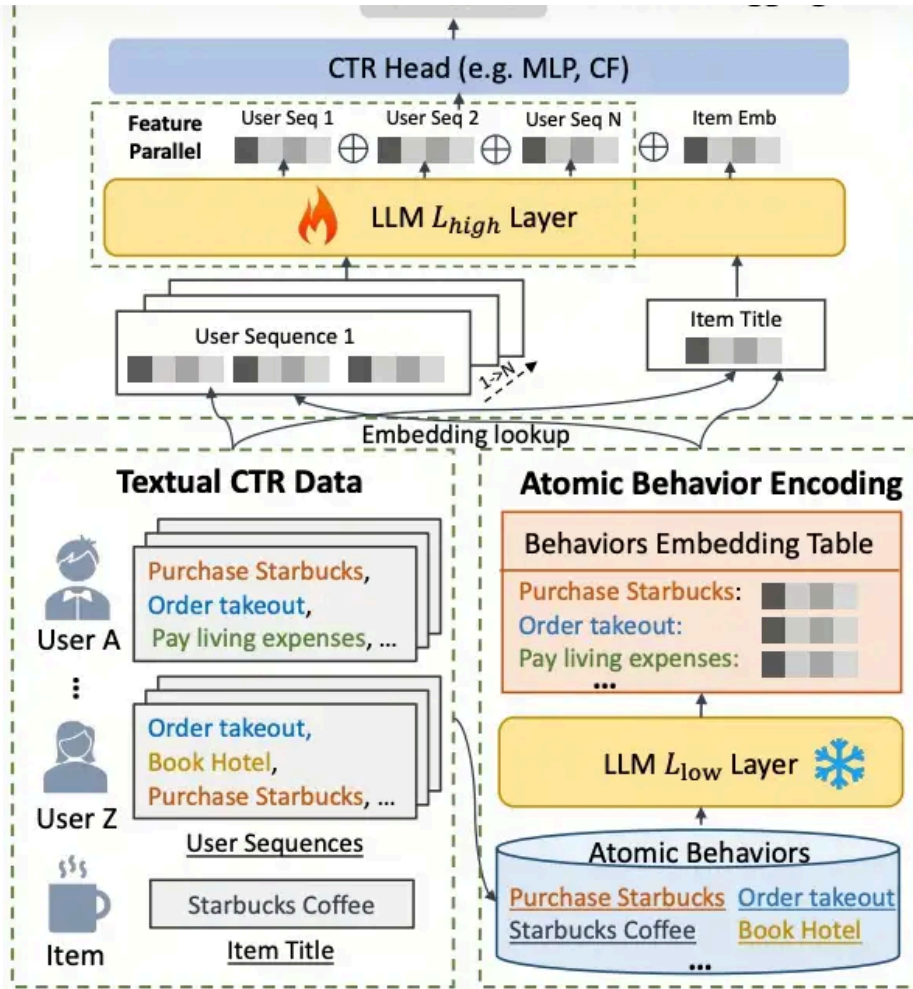 CTR Head (e.g. MLP, CF)
Feature Parallel
User Seq 1
User Seq 2
User Seq N
Item Emb
LLM L_high Layer
User Sequence 1
1->N
Item Title
Embedding lookup
Textual CTR Data
User A
Purchase Starbucks,
Order takeout,
Pay living expenses, ...
User Z
Order takeout,
Book Hotel,
Purchase Starbucks, ...
User Sequences
Item
Starbucks Coffee
Item Title
Atomic Behavior Encoding
Behaviors Embedding Table
Purchase Starbucks:
Order takeout:
Pay living expenses:
...
LLM L_low Layer
Atomic Behaviors
Purchase Starbucks Order takeout
Starbucks Coffee Book Hotel
...